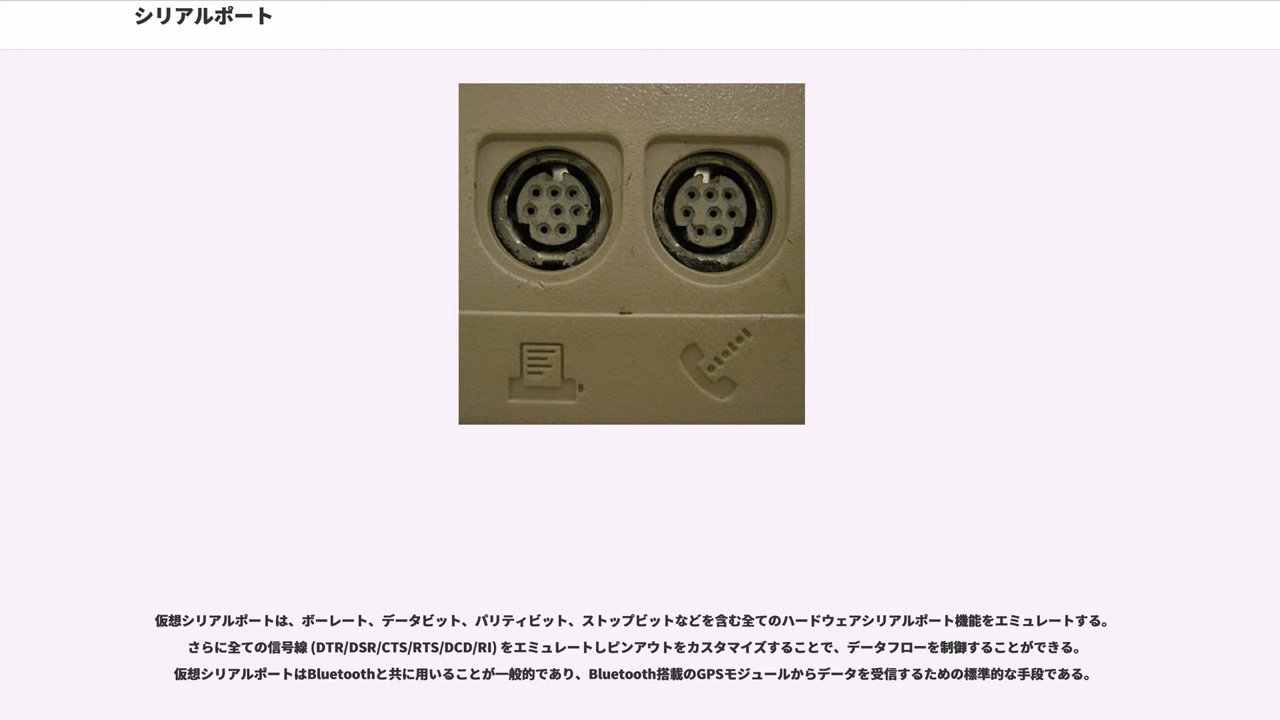 シリアルポート
仮想シリアルポートは、ボーレート、データビット、パリティビット、ストップビットなどを含む全てのハードウェアシリアルポート機能をエミュレートする。
さらに全ての信号線 (DTR/DSR/CTS/RTS/DCD/RI) をエミュレートしピンアウトをカスタマイズすることで、データフローを制御することができる。
仮想シリアルポートはBluetoothと共に用いることが一般的であり、Bluetooth搭載のGPSモジュールからデータを受信するための標準的な手段である。